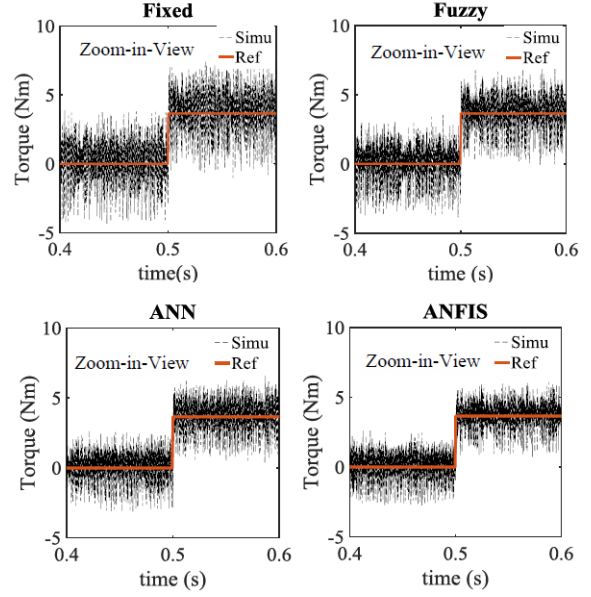 Fixed
10
Zoom-in-View
Simu
Ref
5
0
-5
Torque (Nm)
0.4
0.5
0.6
time(s)
Fuzzy
10
Zoom-in-View
Simu
Ref
5
0
-5
Torque (Nm)
0.4
0.5
0.6
time (s)
ANN
10
Zoom-in-View
Simu
Ref
5
0
-5
Torque (Nm)
0.4
0.5
0.6
time (s)
ANFIS
10
Zoom-in-View
Simu
Ref
5
0
-5
Torque (Nm)
0.4
0.5
0.6
time (s)